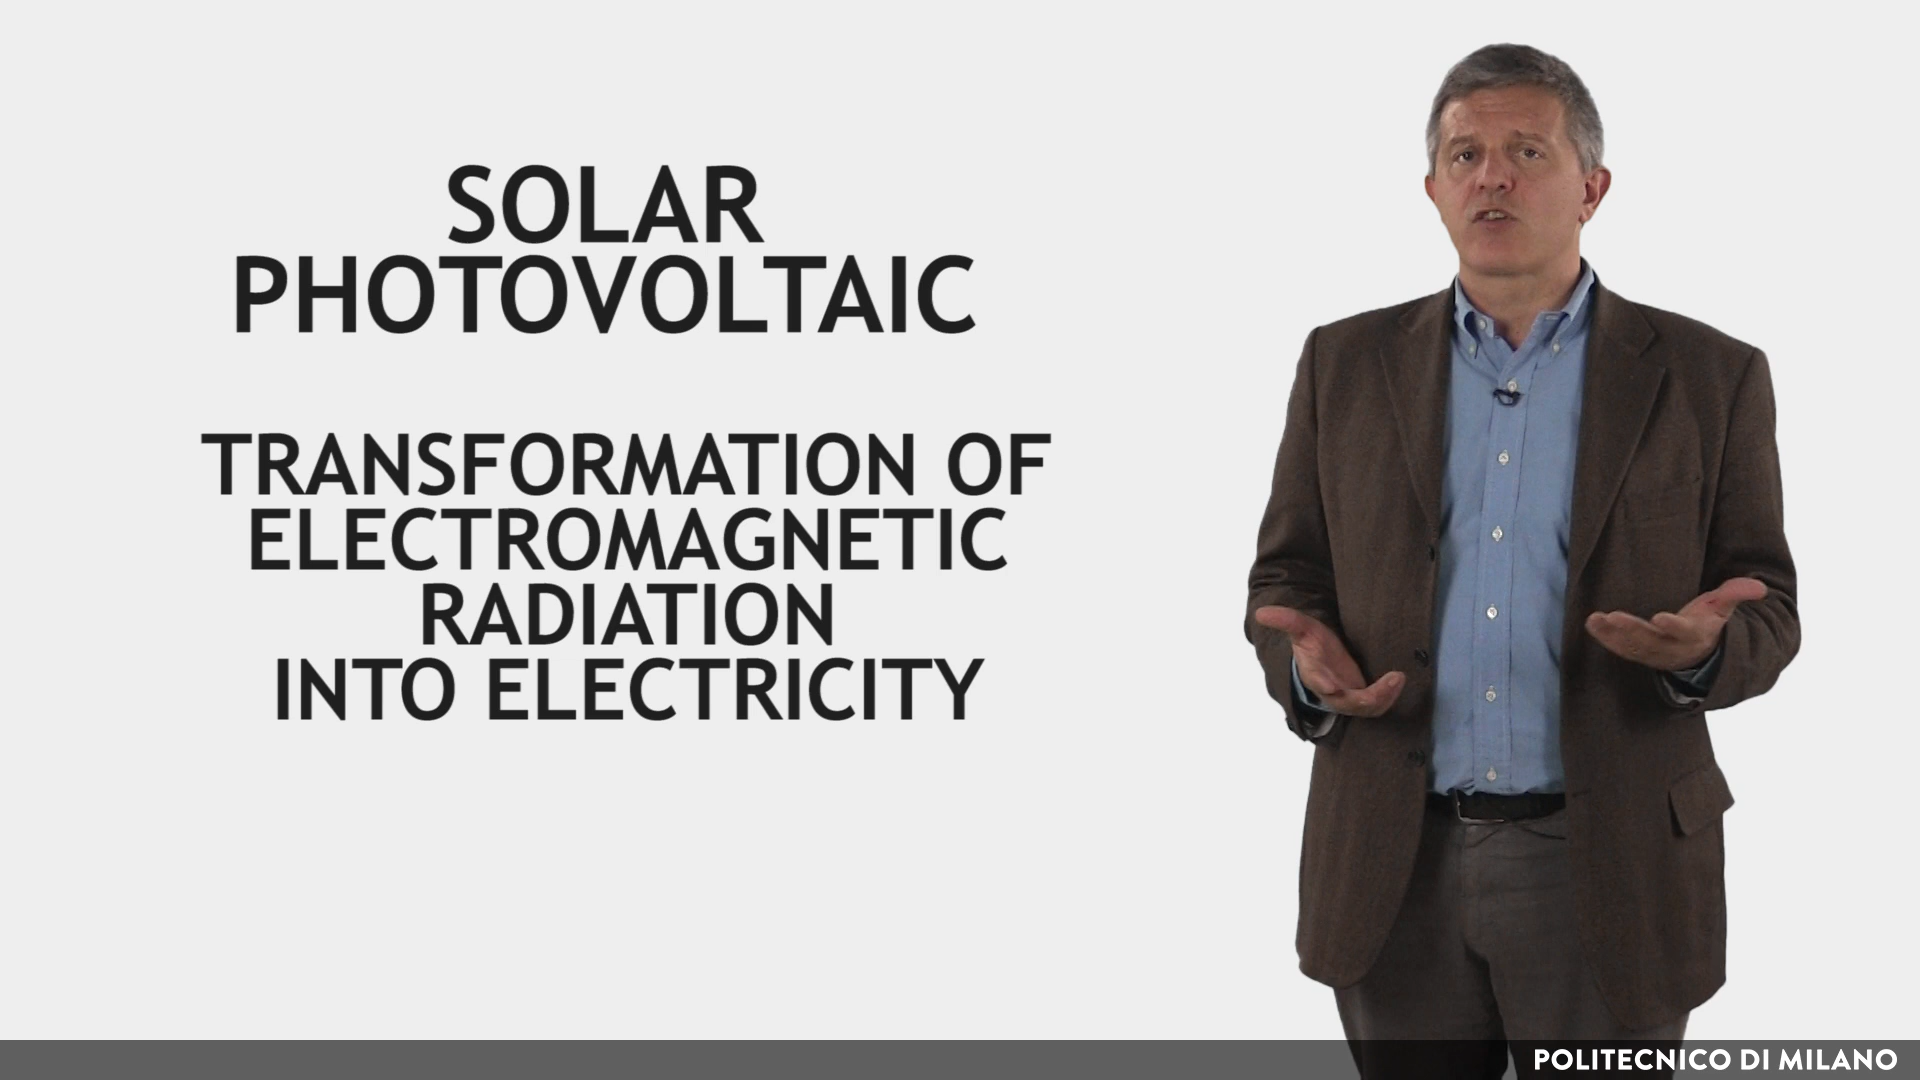 SOLAR
PHOTOVOLTAIC
TRANSFORMATION OF
ELECTROMAGNETIC
RADIATION
INTO ELECTRICITY
POLITECNICO DI MILANO